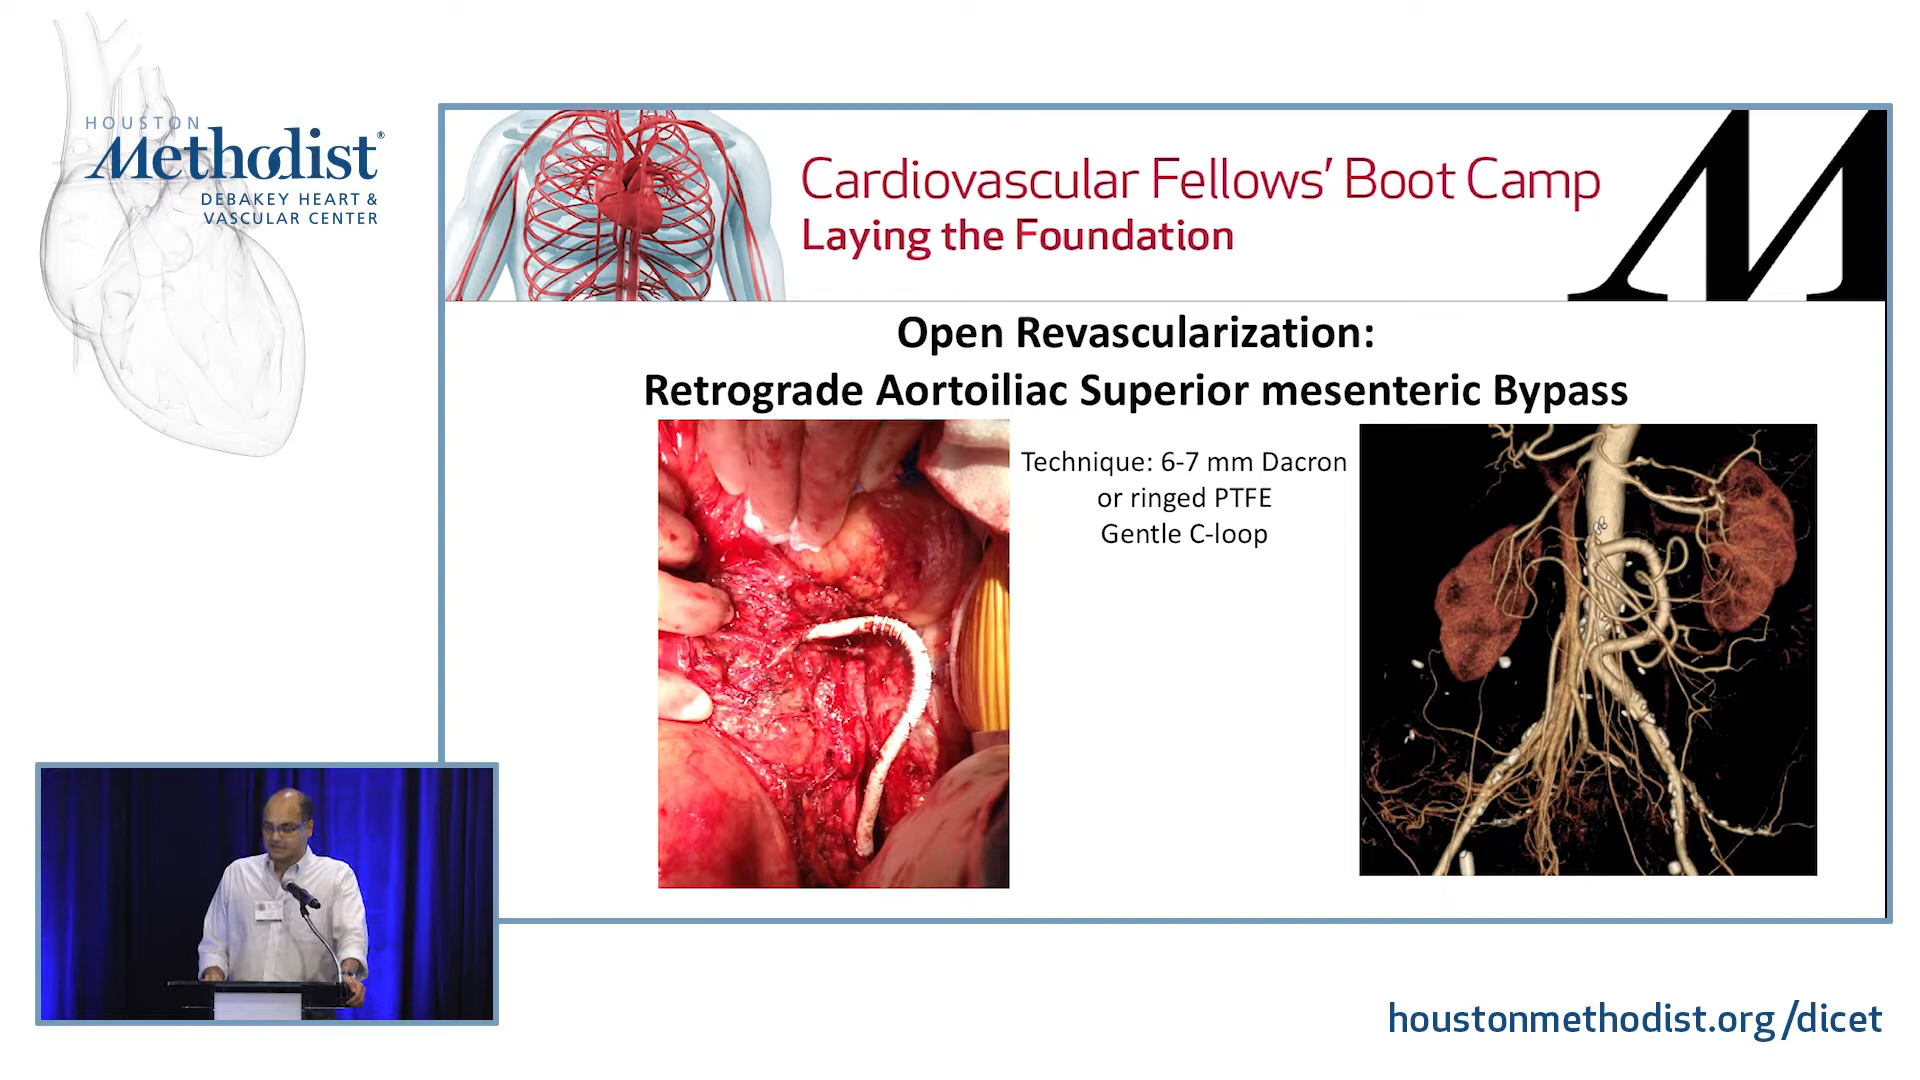 HOUSTON
Methodist®
DEBAKEY HEART &
VASCULAR CENTER
Cardiovascular Fellows’ Boot Camp
Laying the Foundation
M
Open Revascularization:
Retrograde Aortoiliac Superior mesenteric Bypass
Technique: 6-7 mm Dacron
or ringed PTFE
Gentle C-loop
houstonmethodist.org/dicet